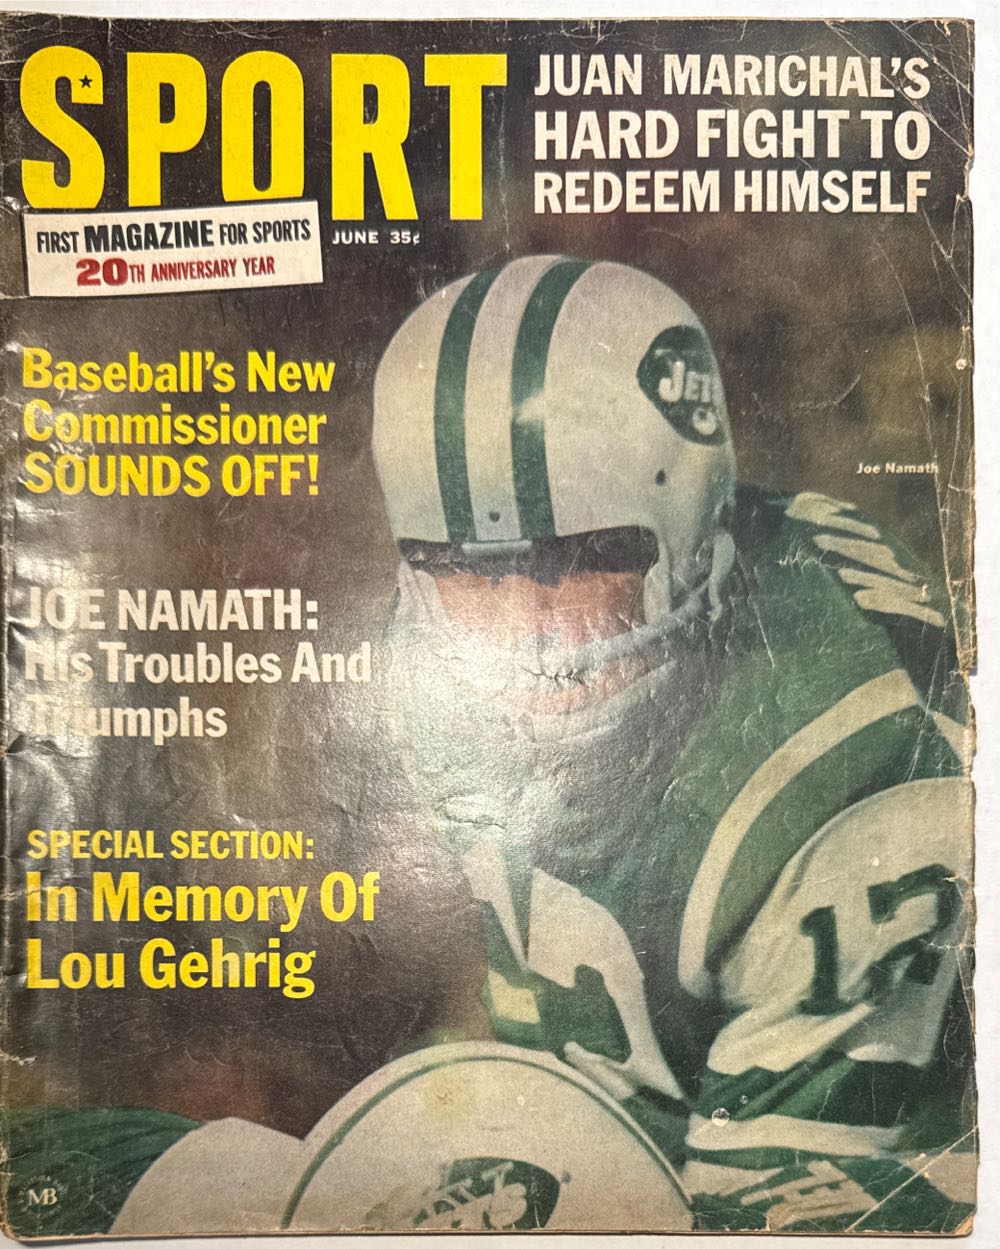 SPORT
JUAN MARICHAL'S
HARD FIGHT TO
REDEEM HIMSELF
FIRST MAGAZINE FOR SPORTS
20TH ANNIVERSARY YEAR
JUNE 35¢
Baseball's New
Commissioner
SOUNDS OFF!
JETS
Joe Namath
JOE NAMATH:
His Troubles And
Triumphs
SPECIAL SECTION:
In Memory Of
Lou Gehrig
12
MB